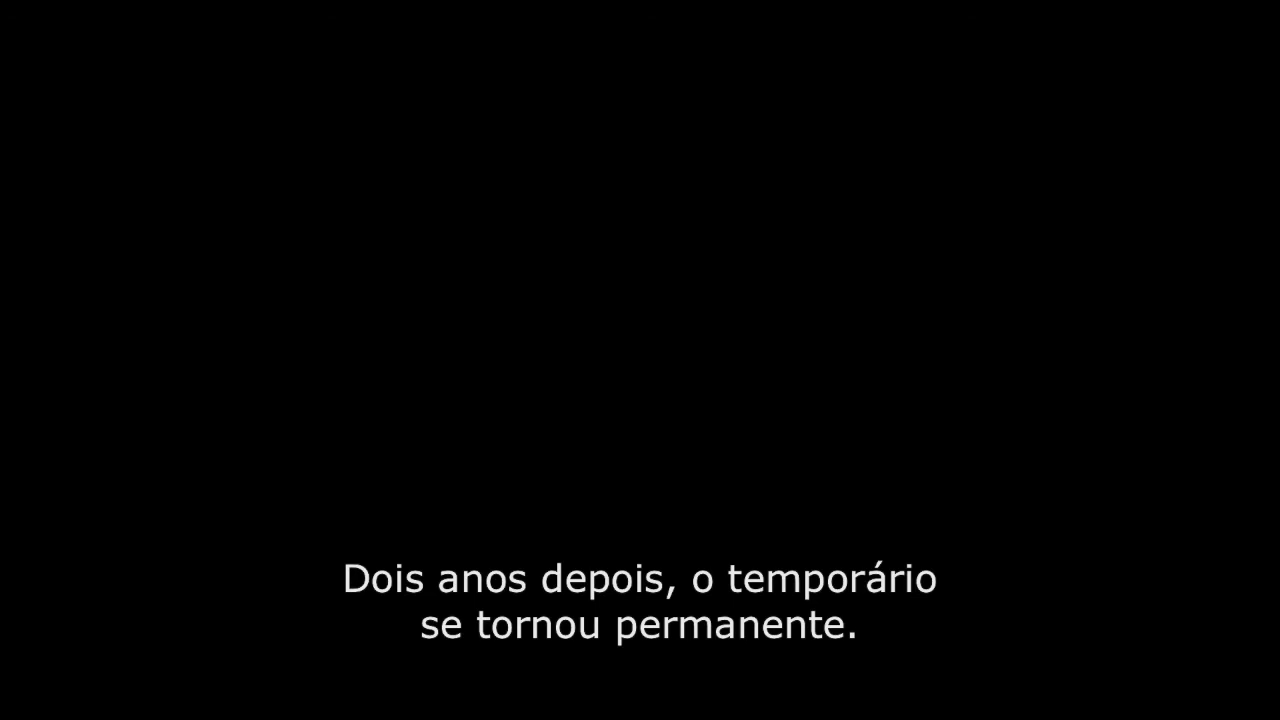 Dois anos depois, o temporário
se tornou permanente.